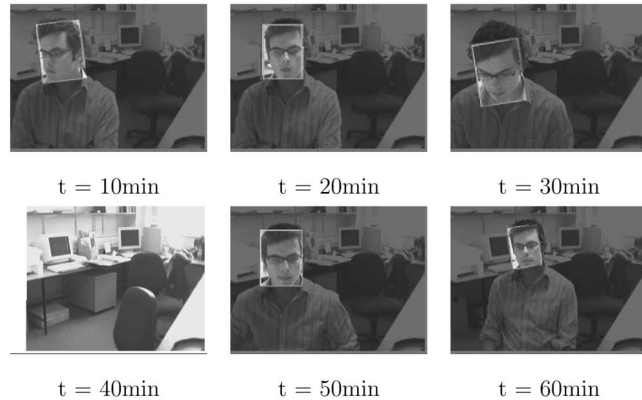 t = 10min
t = 20min
t = 30min
t = 40min
t = 50min
t = 60min